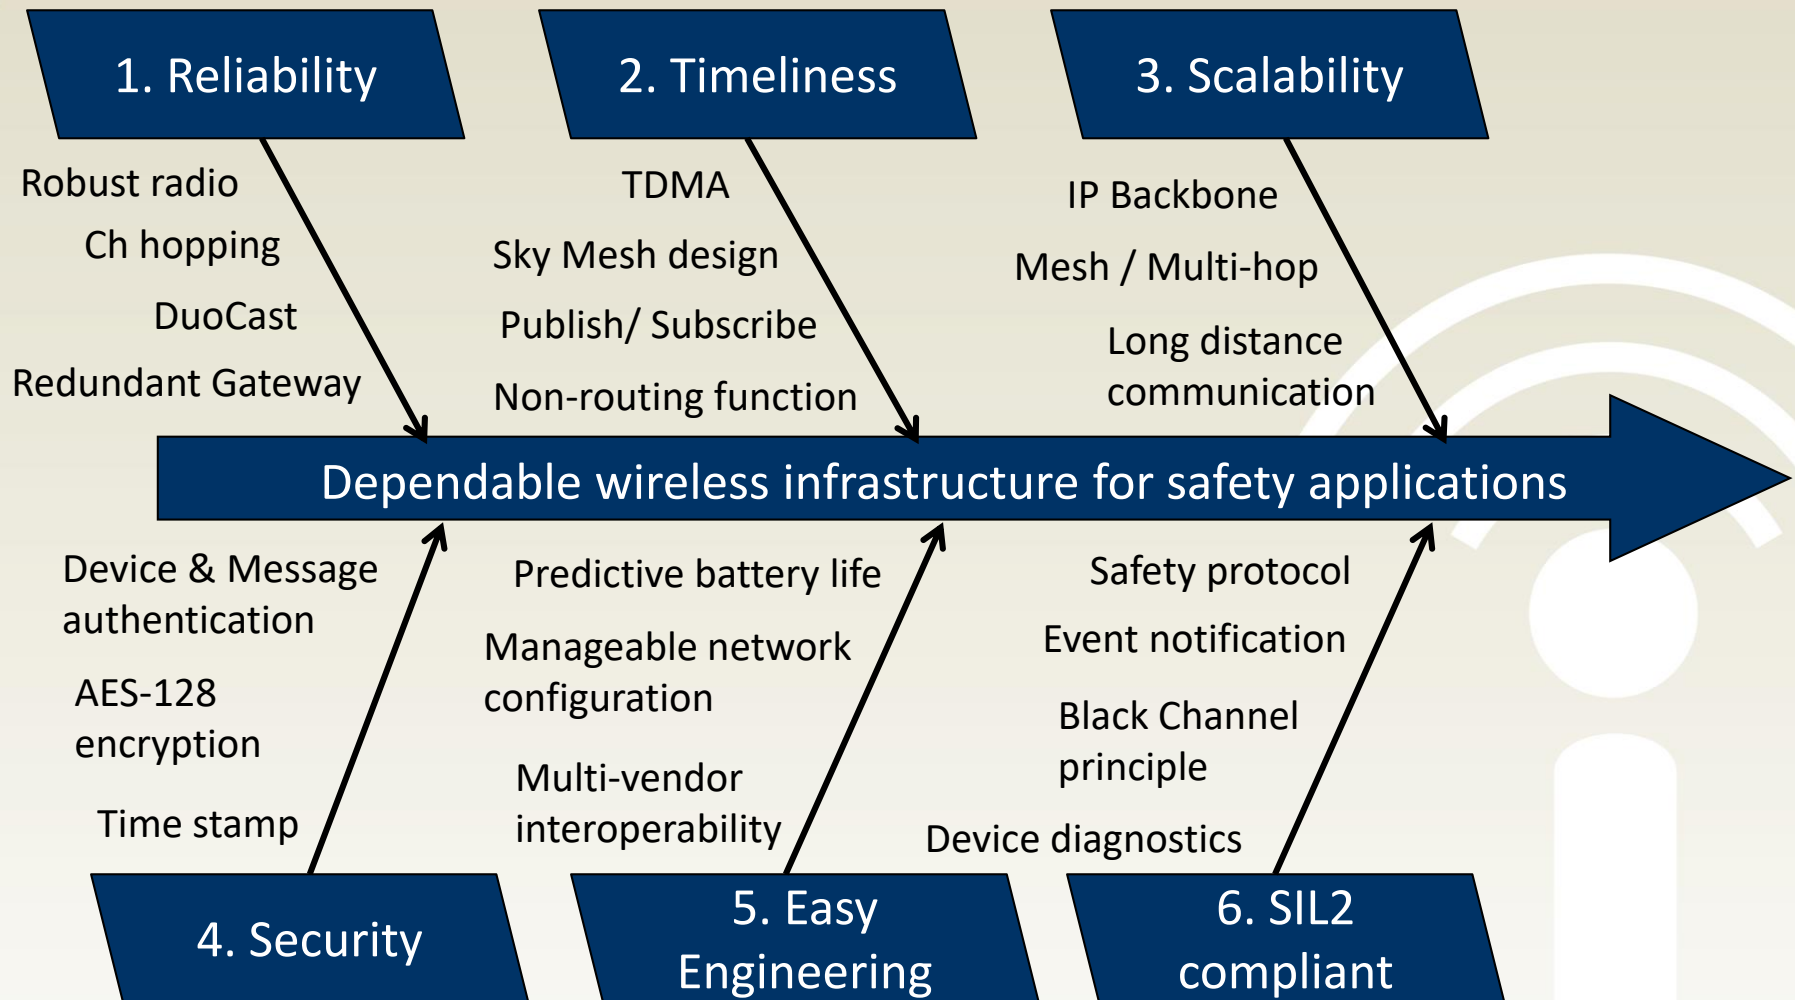 1. Reliability
2. Timeliness
3. Scalability
Robust radio
Ch hopping
DuoCast
Redundant Gateway
TDMA
Sky Mesh design
Publish/ Subscribe
Non-routing function
IP Backbone
Mesh / Multi-hop
Long distance
communication
Dependable wireless infrastructure for safety applications
Device & Message
authentication
AES-128
encryption
Time stamp
Predictive battery life
Manageable network
configuration
Multi-vendor
interoperability
Safety protocol
Event notification
Black Channel
principle
Device diagnostics
4. Security
5. Easy
Engineering
6. SIL2
compliant